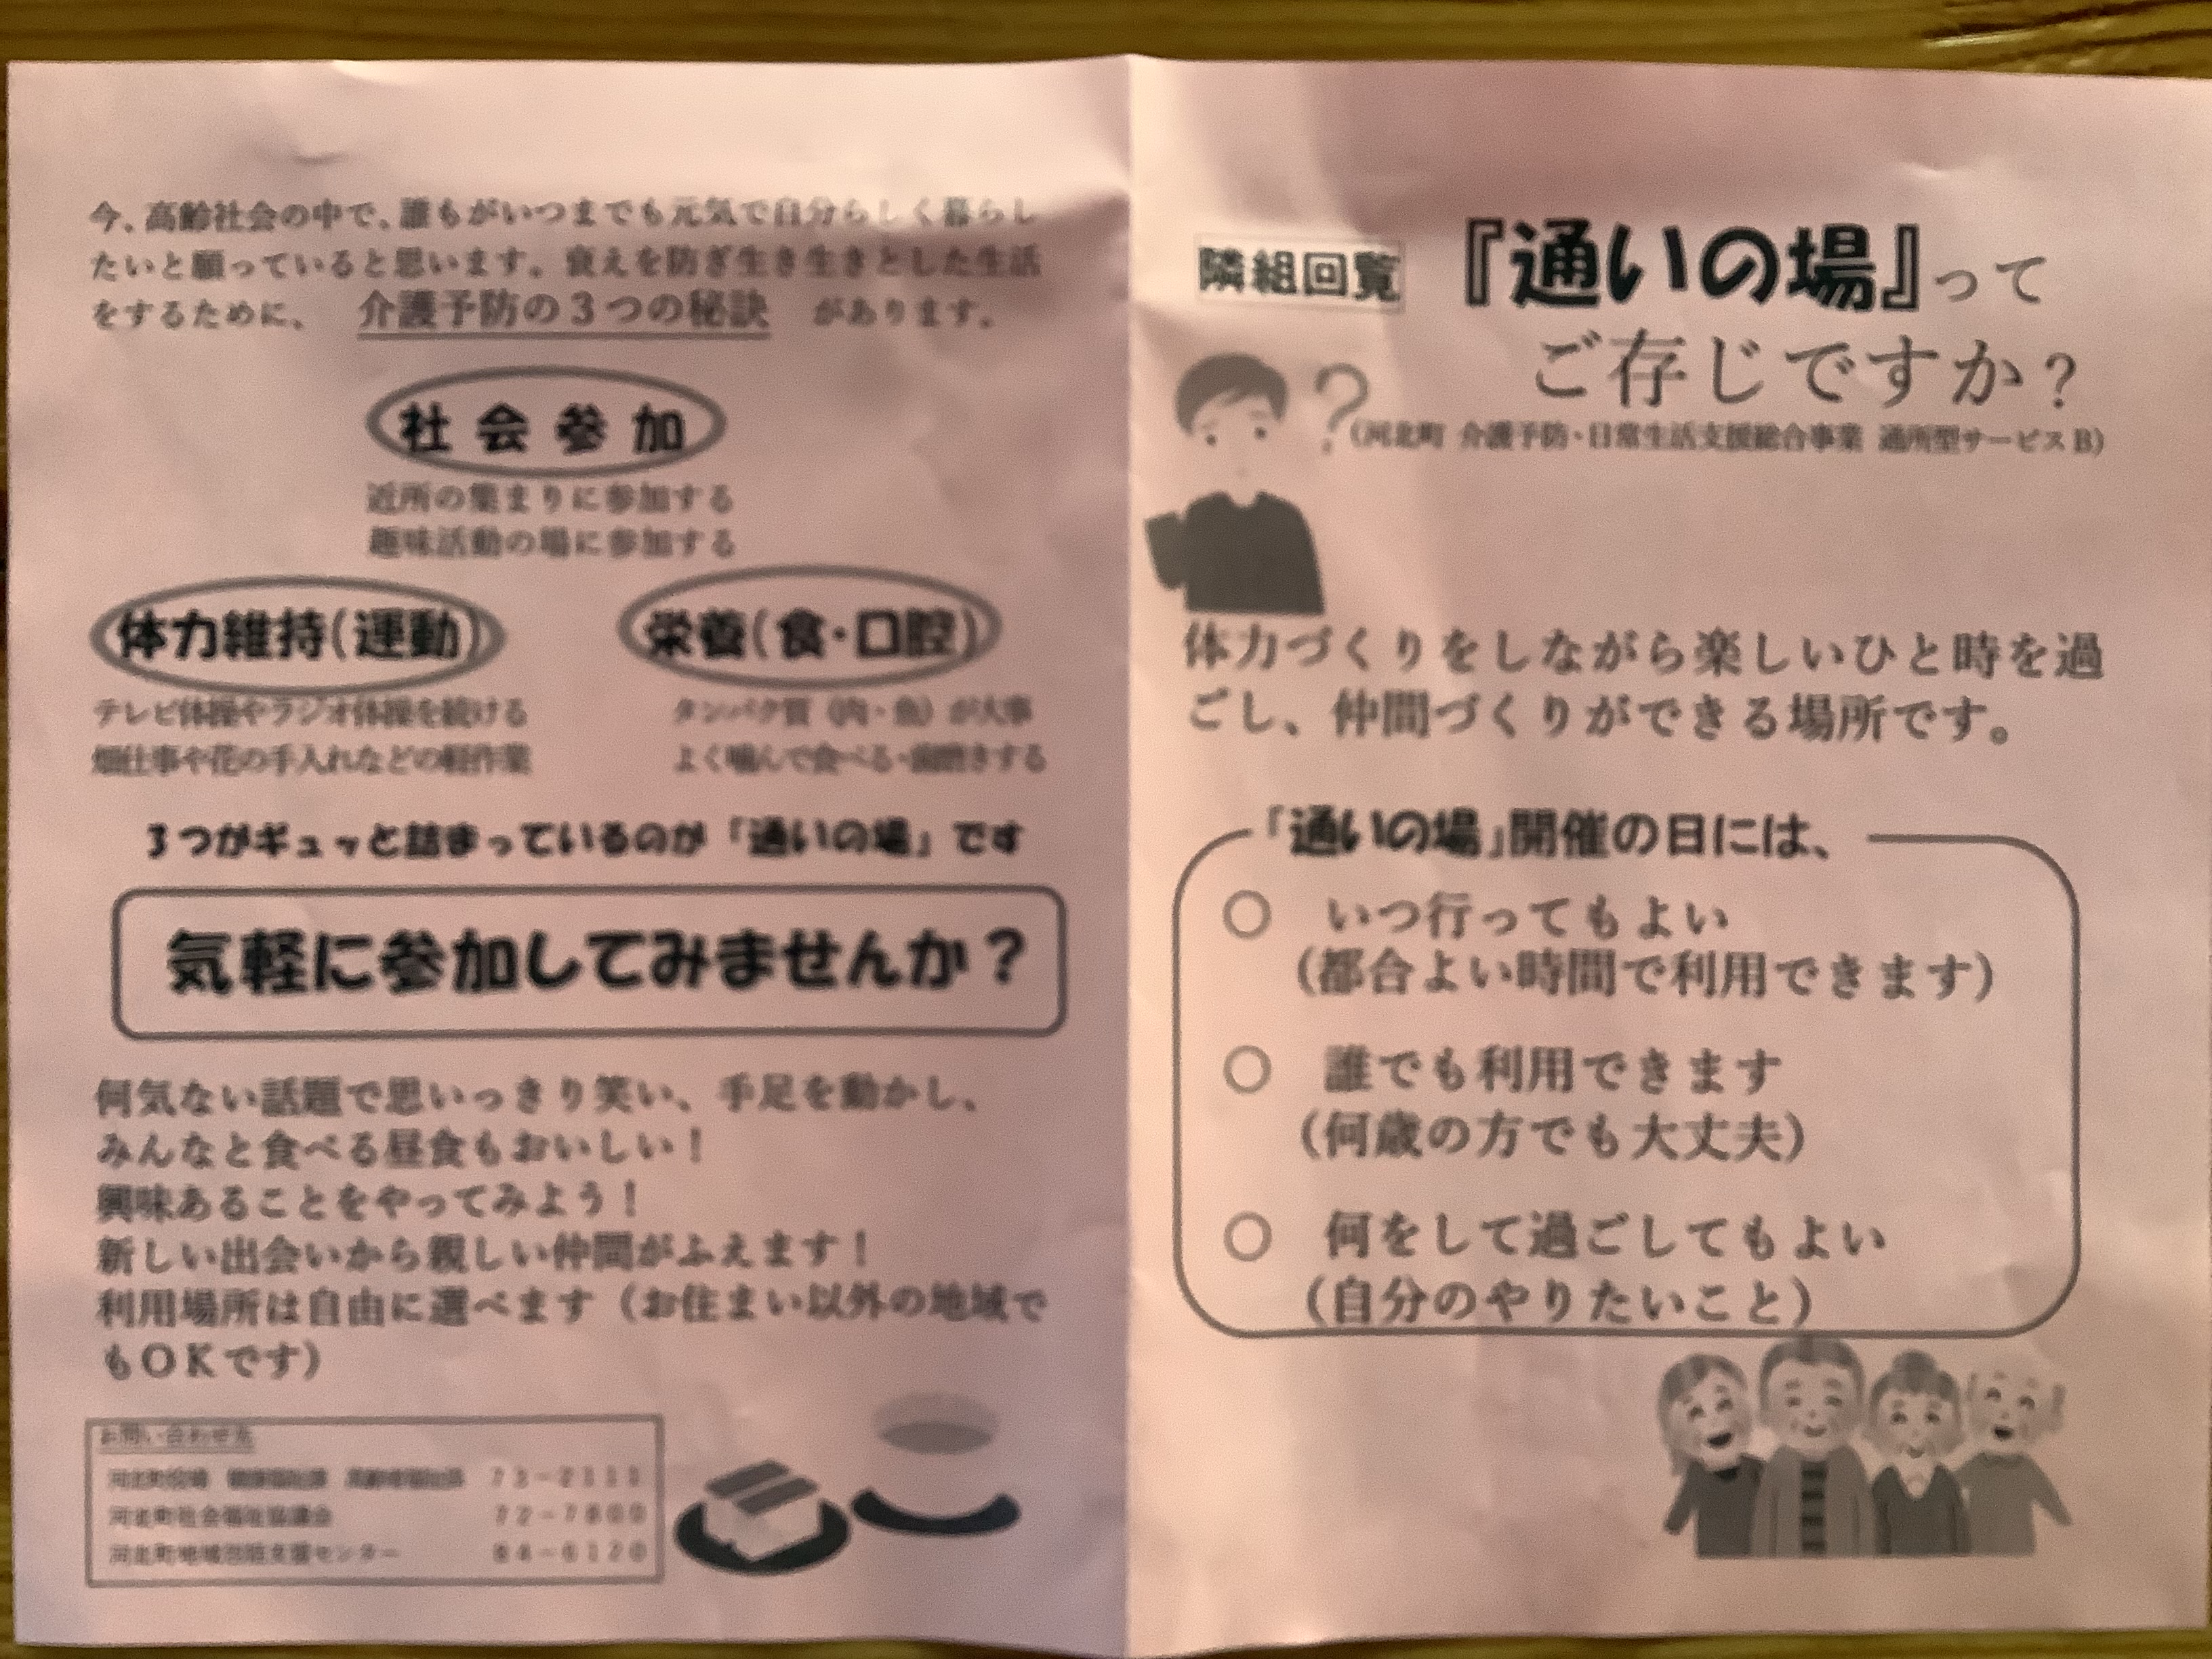 隣組回覧
『通いの場』って
ご存じですか?
(河北町 介護予防・日常生活支援総合事業 通所型サービスB)
体力づくりをしながら楽しいひと時を過
ごし、仲間づくりができる場所です。
「通いの場」開催の日には、
○ いつ行ってもよい
(都合よい時間で利用できます)
○ 誰でも利用できます
(何歳の方でも大丈夫)
○ 何をして過ごしてもよい
(自分のやりたいこと)
今、高齢社会の中で、誰もがいつまでも元気で自分らしく暮らし
たいと願っていると思います。衰えを防ぎ生き生きとした生活
をするために、 介護予防の3つの秘訣 があります。
社会参加
近所の集まりに参加する
趣味活動の場に参加する
体力維持(運動)
テレビ体操やラジオ体操を続ける
畑仕事や花の手入れなどの軽作業
栄養(食・口腔)
タンパク質(肉・魚)が大事
よく噛んで食べる・歯磨きする
3つがギュッと詰まっているのが「通いの場」です
気軽に参加してみませんか?
何気ない話題で思いっきり笑い、手足を動かし、
みんなと食べる昼食もおいしい!
興味あることをやってみよう!
新しい出会いから親しい仲間がふえます!
利用場所は自由に選べます(お住まい以外の地域で
もOKです)
お問い合わせ先
河北町役場 健康福祉課 73-2111
河北町社会福祉協議会
河北町地域包括支援センター